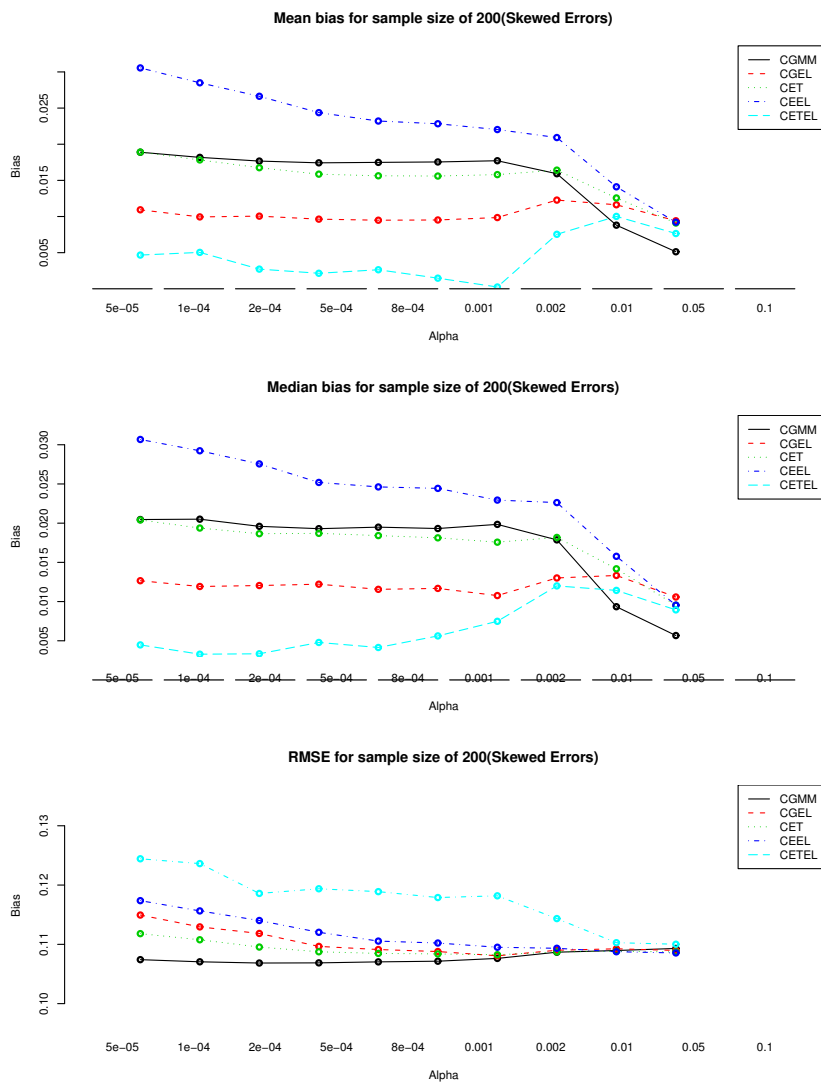 Mean bias for sample size of 200(Skewed Errors)
CGMM
CGEL
CET
CEEL
CETEL
Bias
0.025
0.015
0.005
5e−05 1e−04 2e−04 5e−04 8e−04 0.001 0.002 0.01 0.05 0.1
Alpha
Median bias for sample size of 200(Skewed Errors)
CGMM
CGEL
CET
CEEL
CETEL
Bias
0.030
0.025
0.020
0.015
0.010
0.005
5e−05 1e−04 2e−04 5e−04 8e−04 0.001 0.002 0.01 0.05 0.1
Alpha
RMSE for sample size of 200(Skewed Errors)
CGMM
CGEL
CET
CEEL
CETEL
Bias
0.13
0.12
0.11
0.10
5e−05 1e−04 2e−04 5e−04 8e−04 0.001 0.002 0.01 0.05 0.1
Alpha